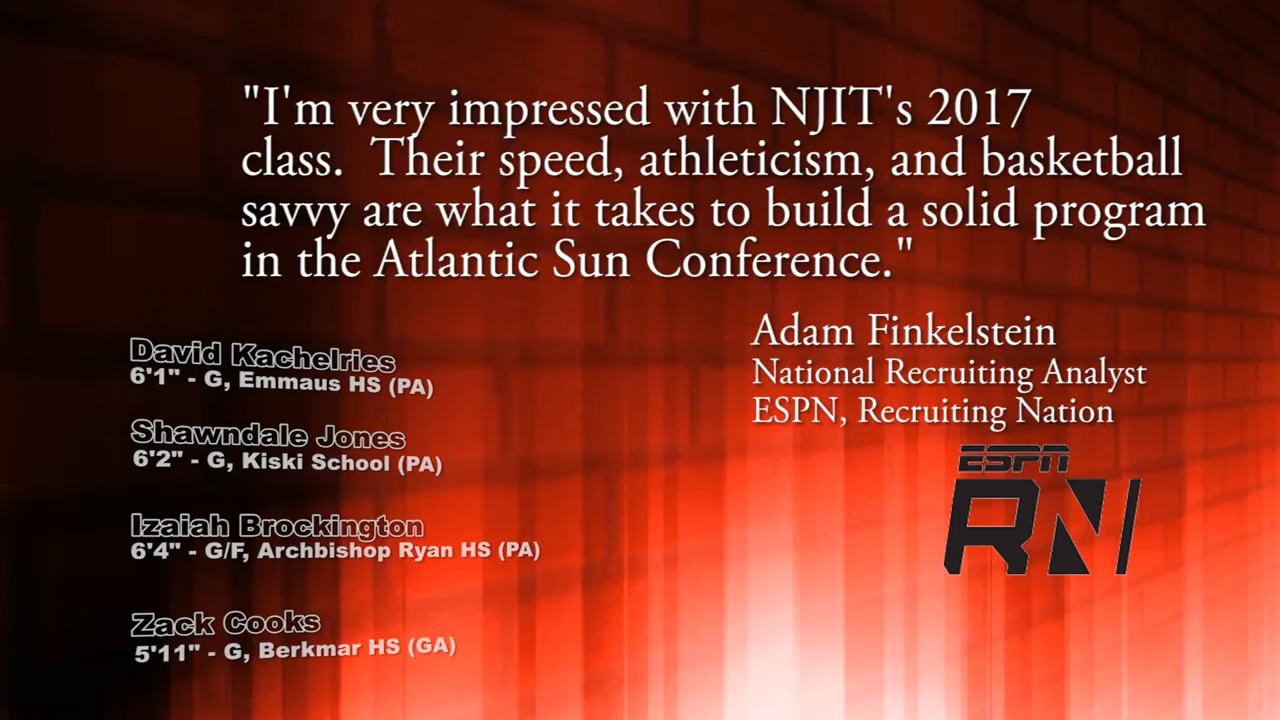 "I'm very impressed with NJIT's 2017
class.  Their speed, athleticism, and basketball
savvy are what it takes to build a solid program
in the Atlantic Sun Conference."
Adam Finkelstein
National Recruiting Analyst
ESPN, Recruiting Nation
ESPN
RN
David Kachelries
6'1" - G, Emmaus HS (PA)
Shawndale Jones
6'2" - G, Kiski School (PA)
Izaiah Brockington
6'4" - G/F, Archbishop Ryan HS (PA)
Zack Cooks
5'11" - G, Berkmar HS (GA)